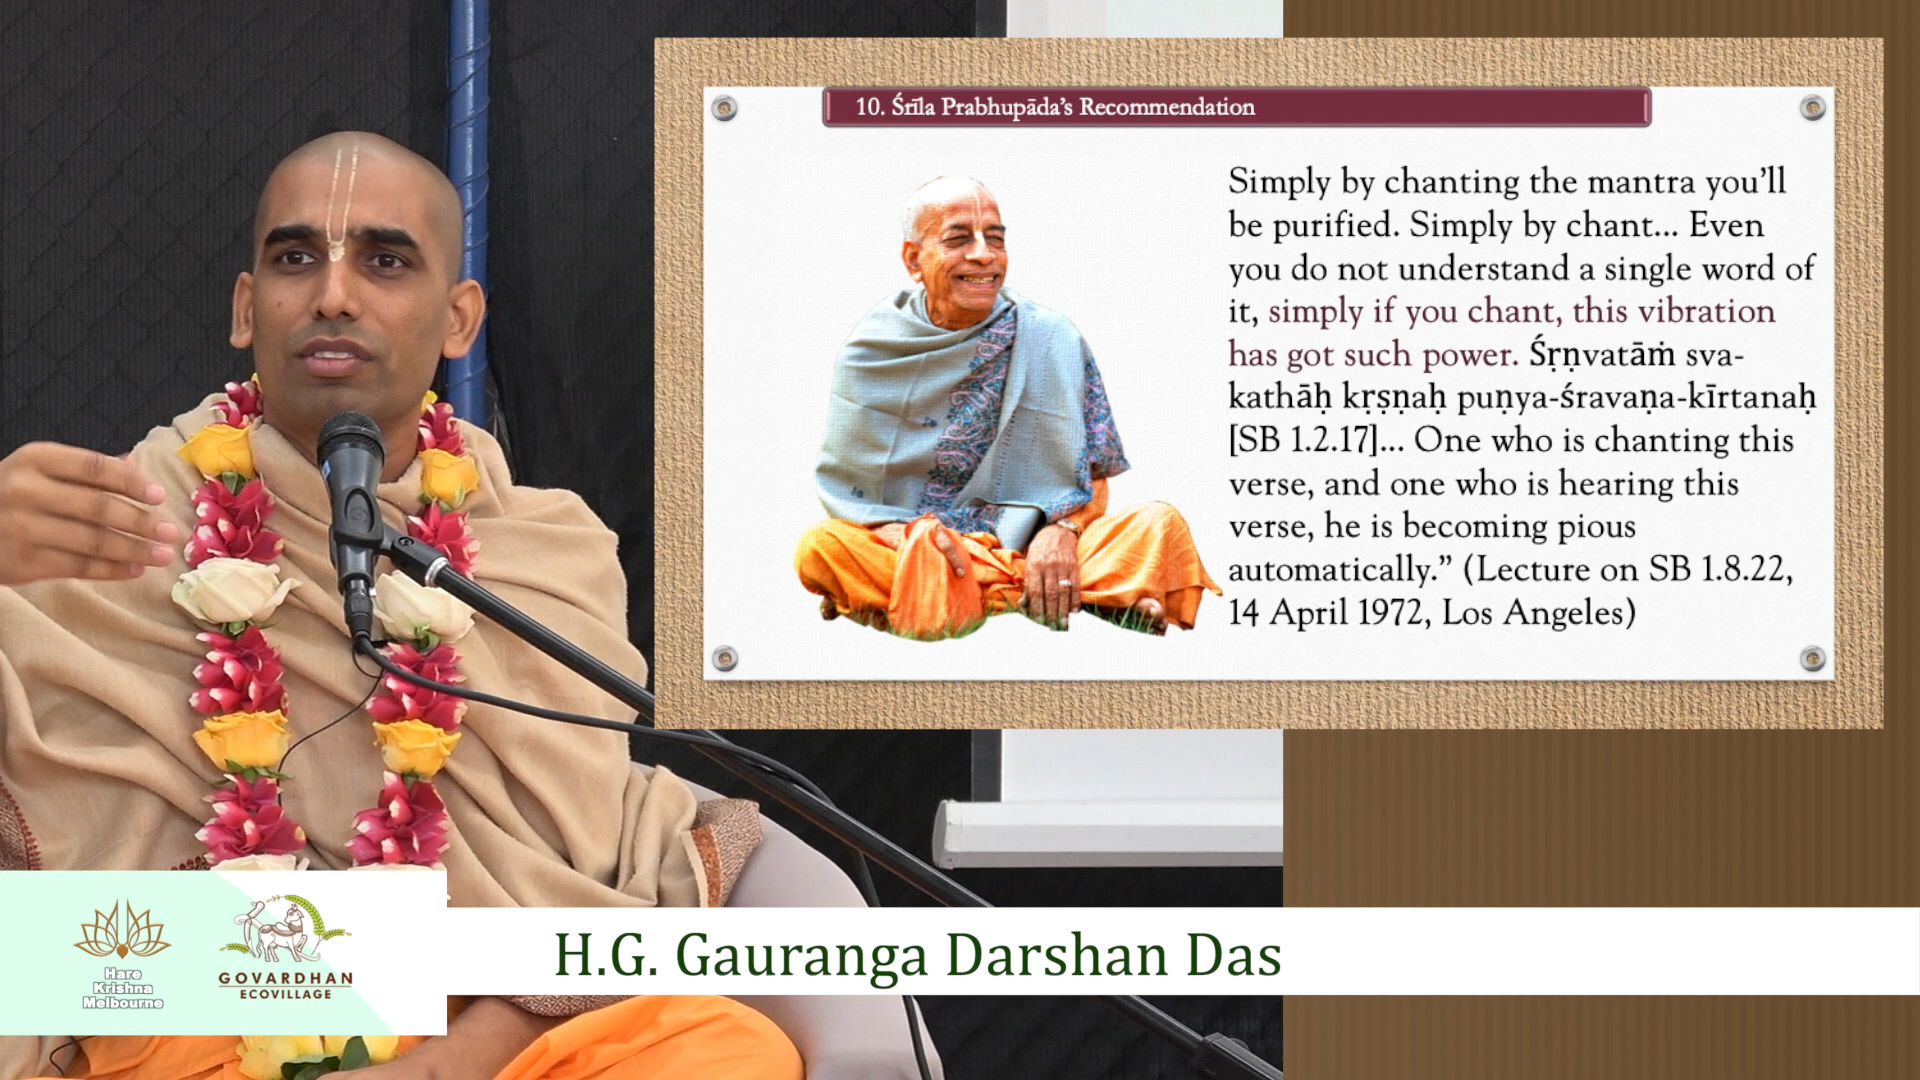 10. Śrīla Prabhupāda’s Recommendation
Simply by chanting the mantra you’ll
be purified. Simply by chant... Even
you do not understand a single word of
it, simply if you chant, this vibration
has got such power. Śṛṇvatāṁ sva-
kathāḥ kṛṣṇaḥ puṇya-śravaṇa-kīrtanaḥ
[SB 1.2.17]... One who is chanting this
verse, and one who is hearing this
verse, he is becoming pious
automatically.” (Lecture on SB 1.8.22,
14 April 1972, Los Angeles)
Hare
Krishna
Melbourne
GOVARDHAN
ECOVILLAGE
H.G. Gauranga Darshan Das